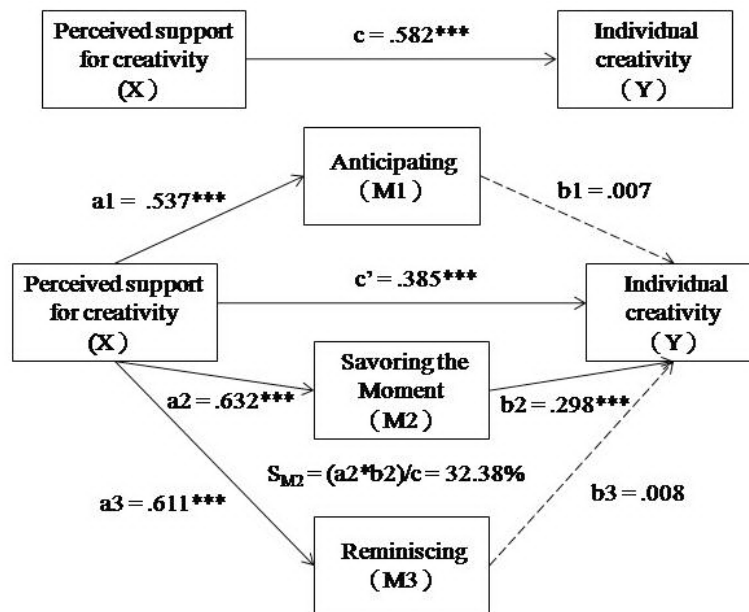 Perceived support
for creativity
(X)
c = .582***
Individual
creativity
(Y)
Anticipating
(M1)
a1 = .537***
b1 = .007
Perceived support
for creativity
(X)
c’ = .385***
Individual
creativity
(Y)
Savoring the
Moment
(M2)
a2 = .632***
b2 = .298***
SM2 = (a2*b2)/c = 32.38%
a3 = .611***
b3 = .008
Reminiscing
(M3)